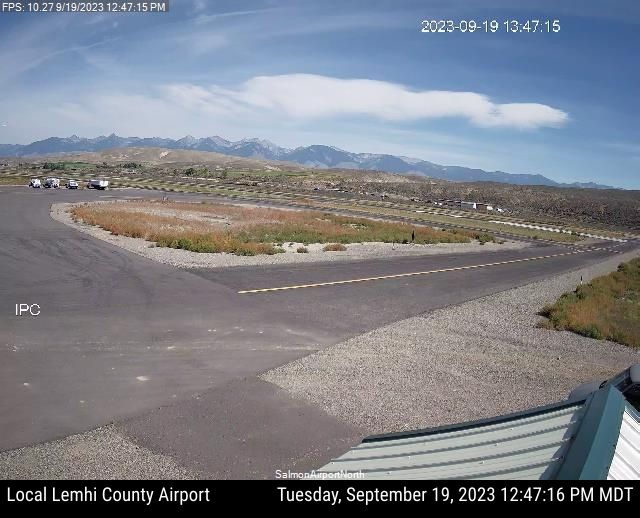 FPS: 10.27 9/19/2023 12:47:15 PM
2023-09-19 13:47:15
IPC
SalmonAirportNorth
Local Lemhi County Airport Tuesday, September 19, 2023 12:47:16 PM MDT